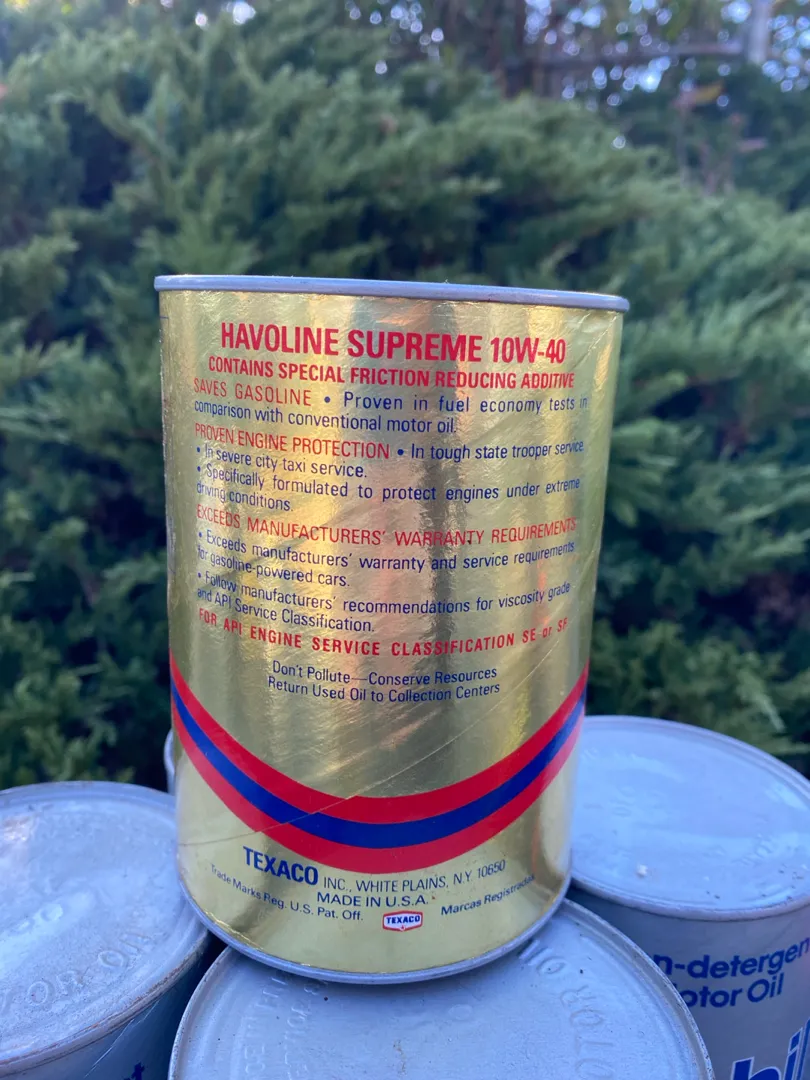 HAVOLINE SUPREME 10W-40
CONTAINS SPECIAL FRICTION REDUCING ADDITIVE
SAVES GASOLINE • Proven in fuel economy tests in
comparison with conventional motor oil.
PROVEN ENGINE PROTECTION • In tough state trooper service.
• In severe city taxi service.
• Specifically formulated to protect engines under extreme
driving conditions.
EXCEEDS MANUFACTURERS' WARRANTY REQUIREMENTS
• Exceeds manufacturers' warranty and service requirements
for gasoline-powered cars.
• Follow manufacturers' recommendations for viscosity grade
and API Service Classification.
FOR API ENGINE SERVICE CLASSIFICATION SE or SF
Don't Pollute—Conserve Resources
Return Used Oil to Collection Centers
TEXACO INC., WHITE PLAINS, N.Y. 10650
MADE IN U.S.A.
Trade Marks Reg. U.S. Pat. Off.
TEXACO
Marcas Registradas
Motor Oil